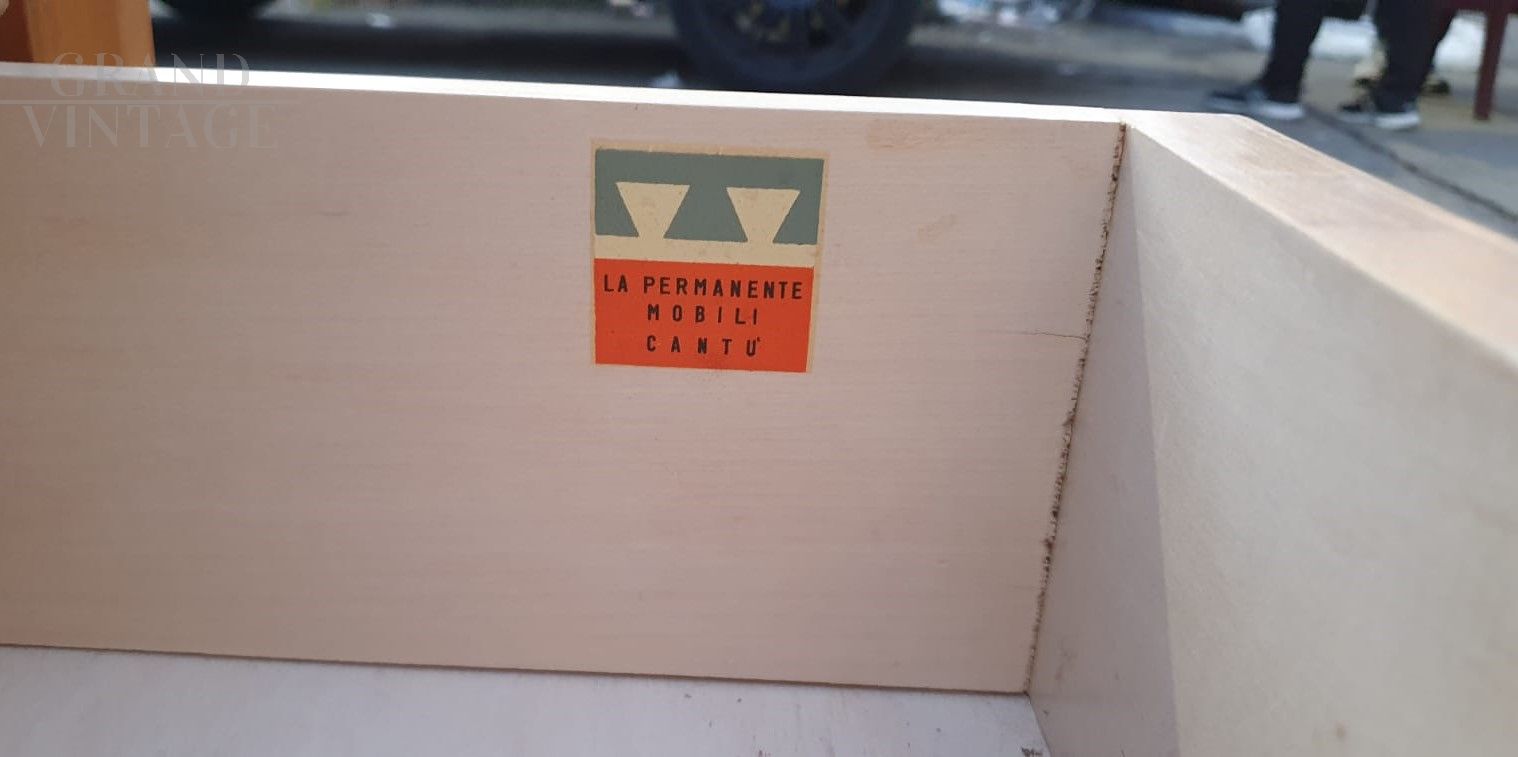 GRAND
VINTAGE
LA PERMANENTE
MOBILI
CANTU'